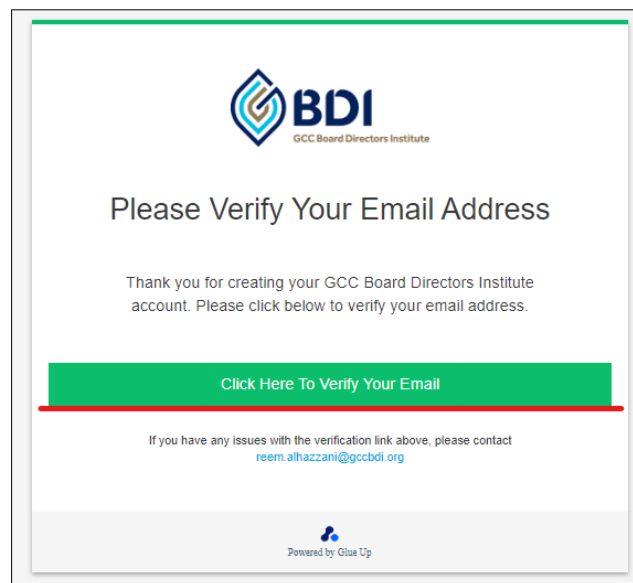 BDI
GCC Board Directors Institute
Please Verify Your Email Address
Thank you for creating your GCC Board Directors Institute
account. Please click below to verify your email address.
Click Here To Verify Your Email
If you have any issues with the verification link above, please contact
reem.alhazzani@gccbdi.org
Powered by Glue Up